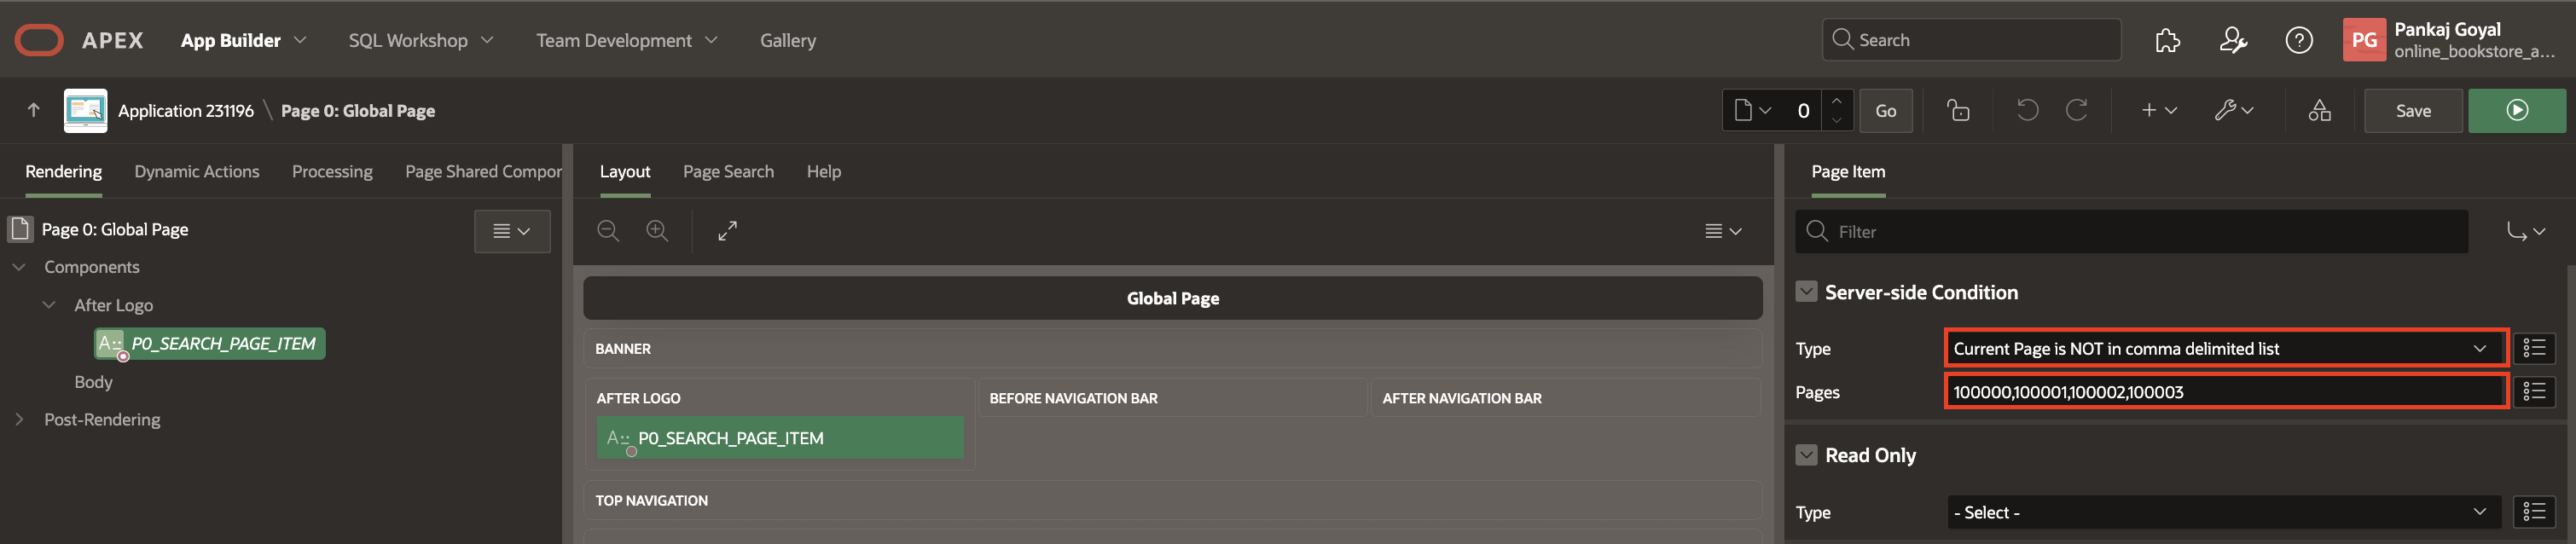 APEX App Builder SQL Workshop Team Development Gallery Search PG Pankaj Goyal
online_bookstore_a...
Application 231196 \ Page 0: Global Page 0 Go Save
Rendering Dynamic Actions Processing Page Shared Compor
Page 0: Global Page
Components
After Logo
P0_SEARCH_PAGE_ITEM
Body
Post-Rendering
Layout Page Search Help
Global Page
BANNER
AFTER LOGO BEFORE NAVIGATION BAR AFTER NAVIGATION BAR
P0_SEARCH_PAGE_ITEM
TOP NAVIGATION
Page Item
Filter
Server-side Condition
Type Current Page is NOT in comma delimited list
Pages 100000,100001,100002,100003
Read Only
Type - Select -